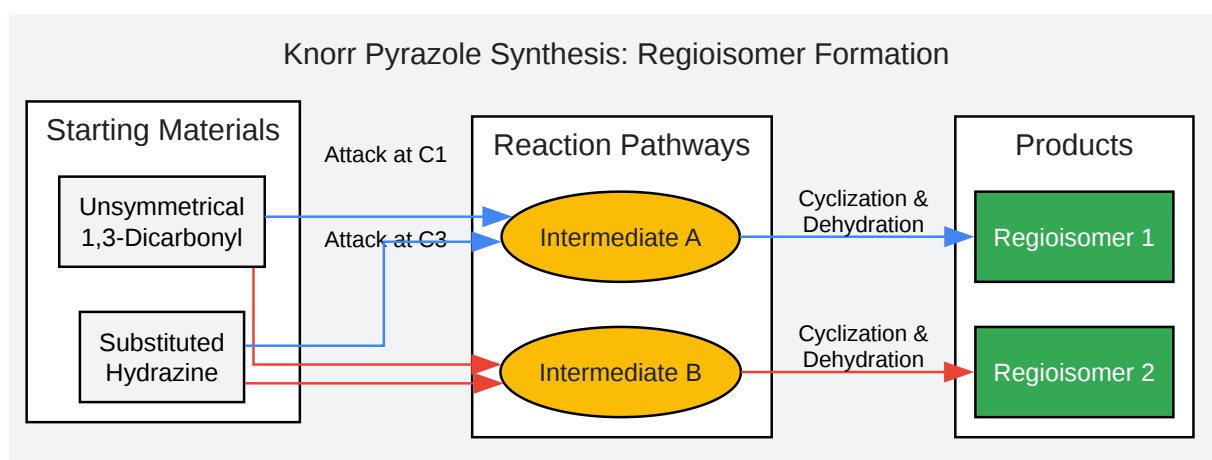 Knorr Pyrazole Synthesis: Regioisomer Formation
Starting Materials
Unsymmetrical
1,3-Dicarbonyl
Substituted
Hydrazine
Attack at C1
Attack at C3
Reaction Pathways
Intermediate A
Intermediate B
Cyclization &
Dehydration
Cyclization &
Dehydration
Products
Regioisomer 1
Regioisomer 2